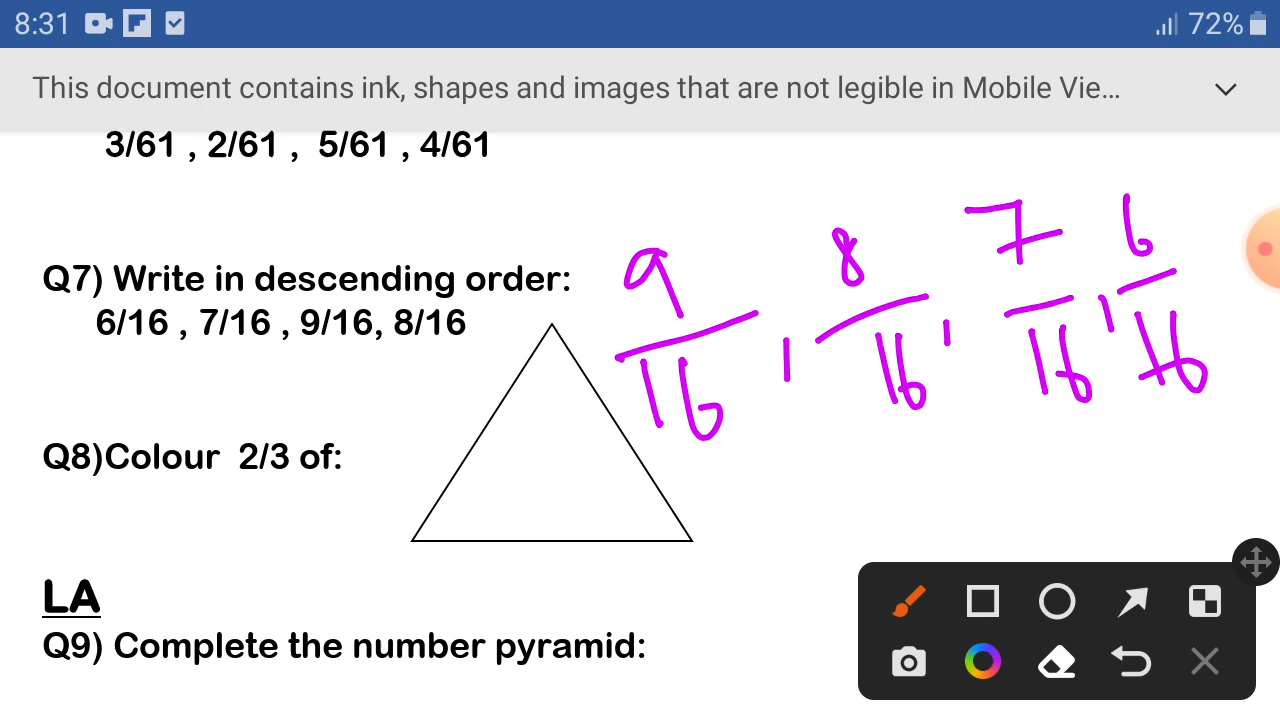 8:31 72%
This document contains ink, shapes and images that are not legible in Mobile Vie...
3/61 , 2/61 , 5/61 , 4/61
Q7) Write in descending order:
6/16 , 7/16 , 9/16, 8/16
9/16 , 8/16 , 7/16 , 6/16
Q8)Colour 2/3 of:
LA
Q9) Complete the number pyramid: